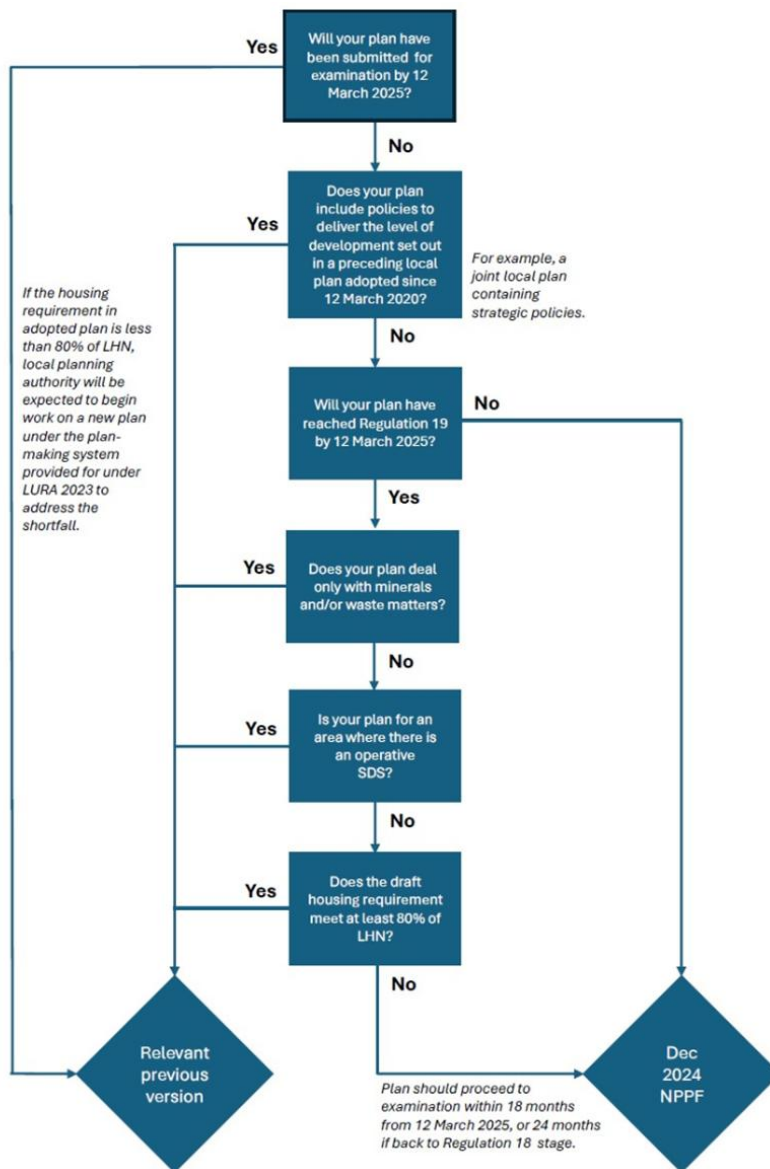 Yes
Will your plan have
been submitted for
examination by 12
March 2025?
No
Yes
Does your plan
include policies to
deliver the level of
development set out
in a preceding local
plan adopted since
12 March 2020?
For example, a
joint local plan
containing
strategic policies.
If the housing
requirement in
adopted plan is less
than 80% of LHN,
local planning
authority will be
expected to begin
work on a new plan
under the plan-
making system
provided for under
LURA 2023 to
address the
shortfall.
No
Will your plan have
reached Regulation 19
by 12 March 2025?
No
Yes
Yes
Does your plan deal
only with minerals
and/or waste matters?
No
Yes
Is your plan for an
area where there is
an operative
SDS?
No
Yes
Does the draft
housing requirement
meet at least 80% of
LHN?
No
Relevant
previous
version
Dec
2024
NPPF
Plan should proceed to
examination within 18 months
from 12 March 2025, or 24 months
if back to Regulation 18 stage.